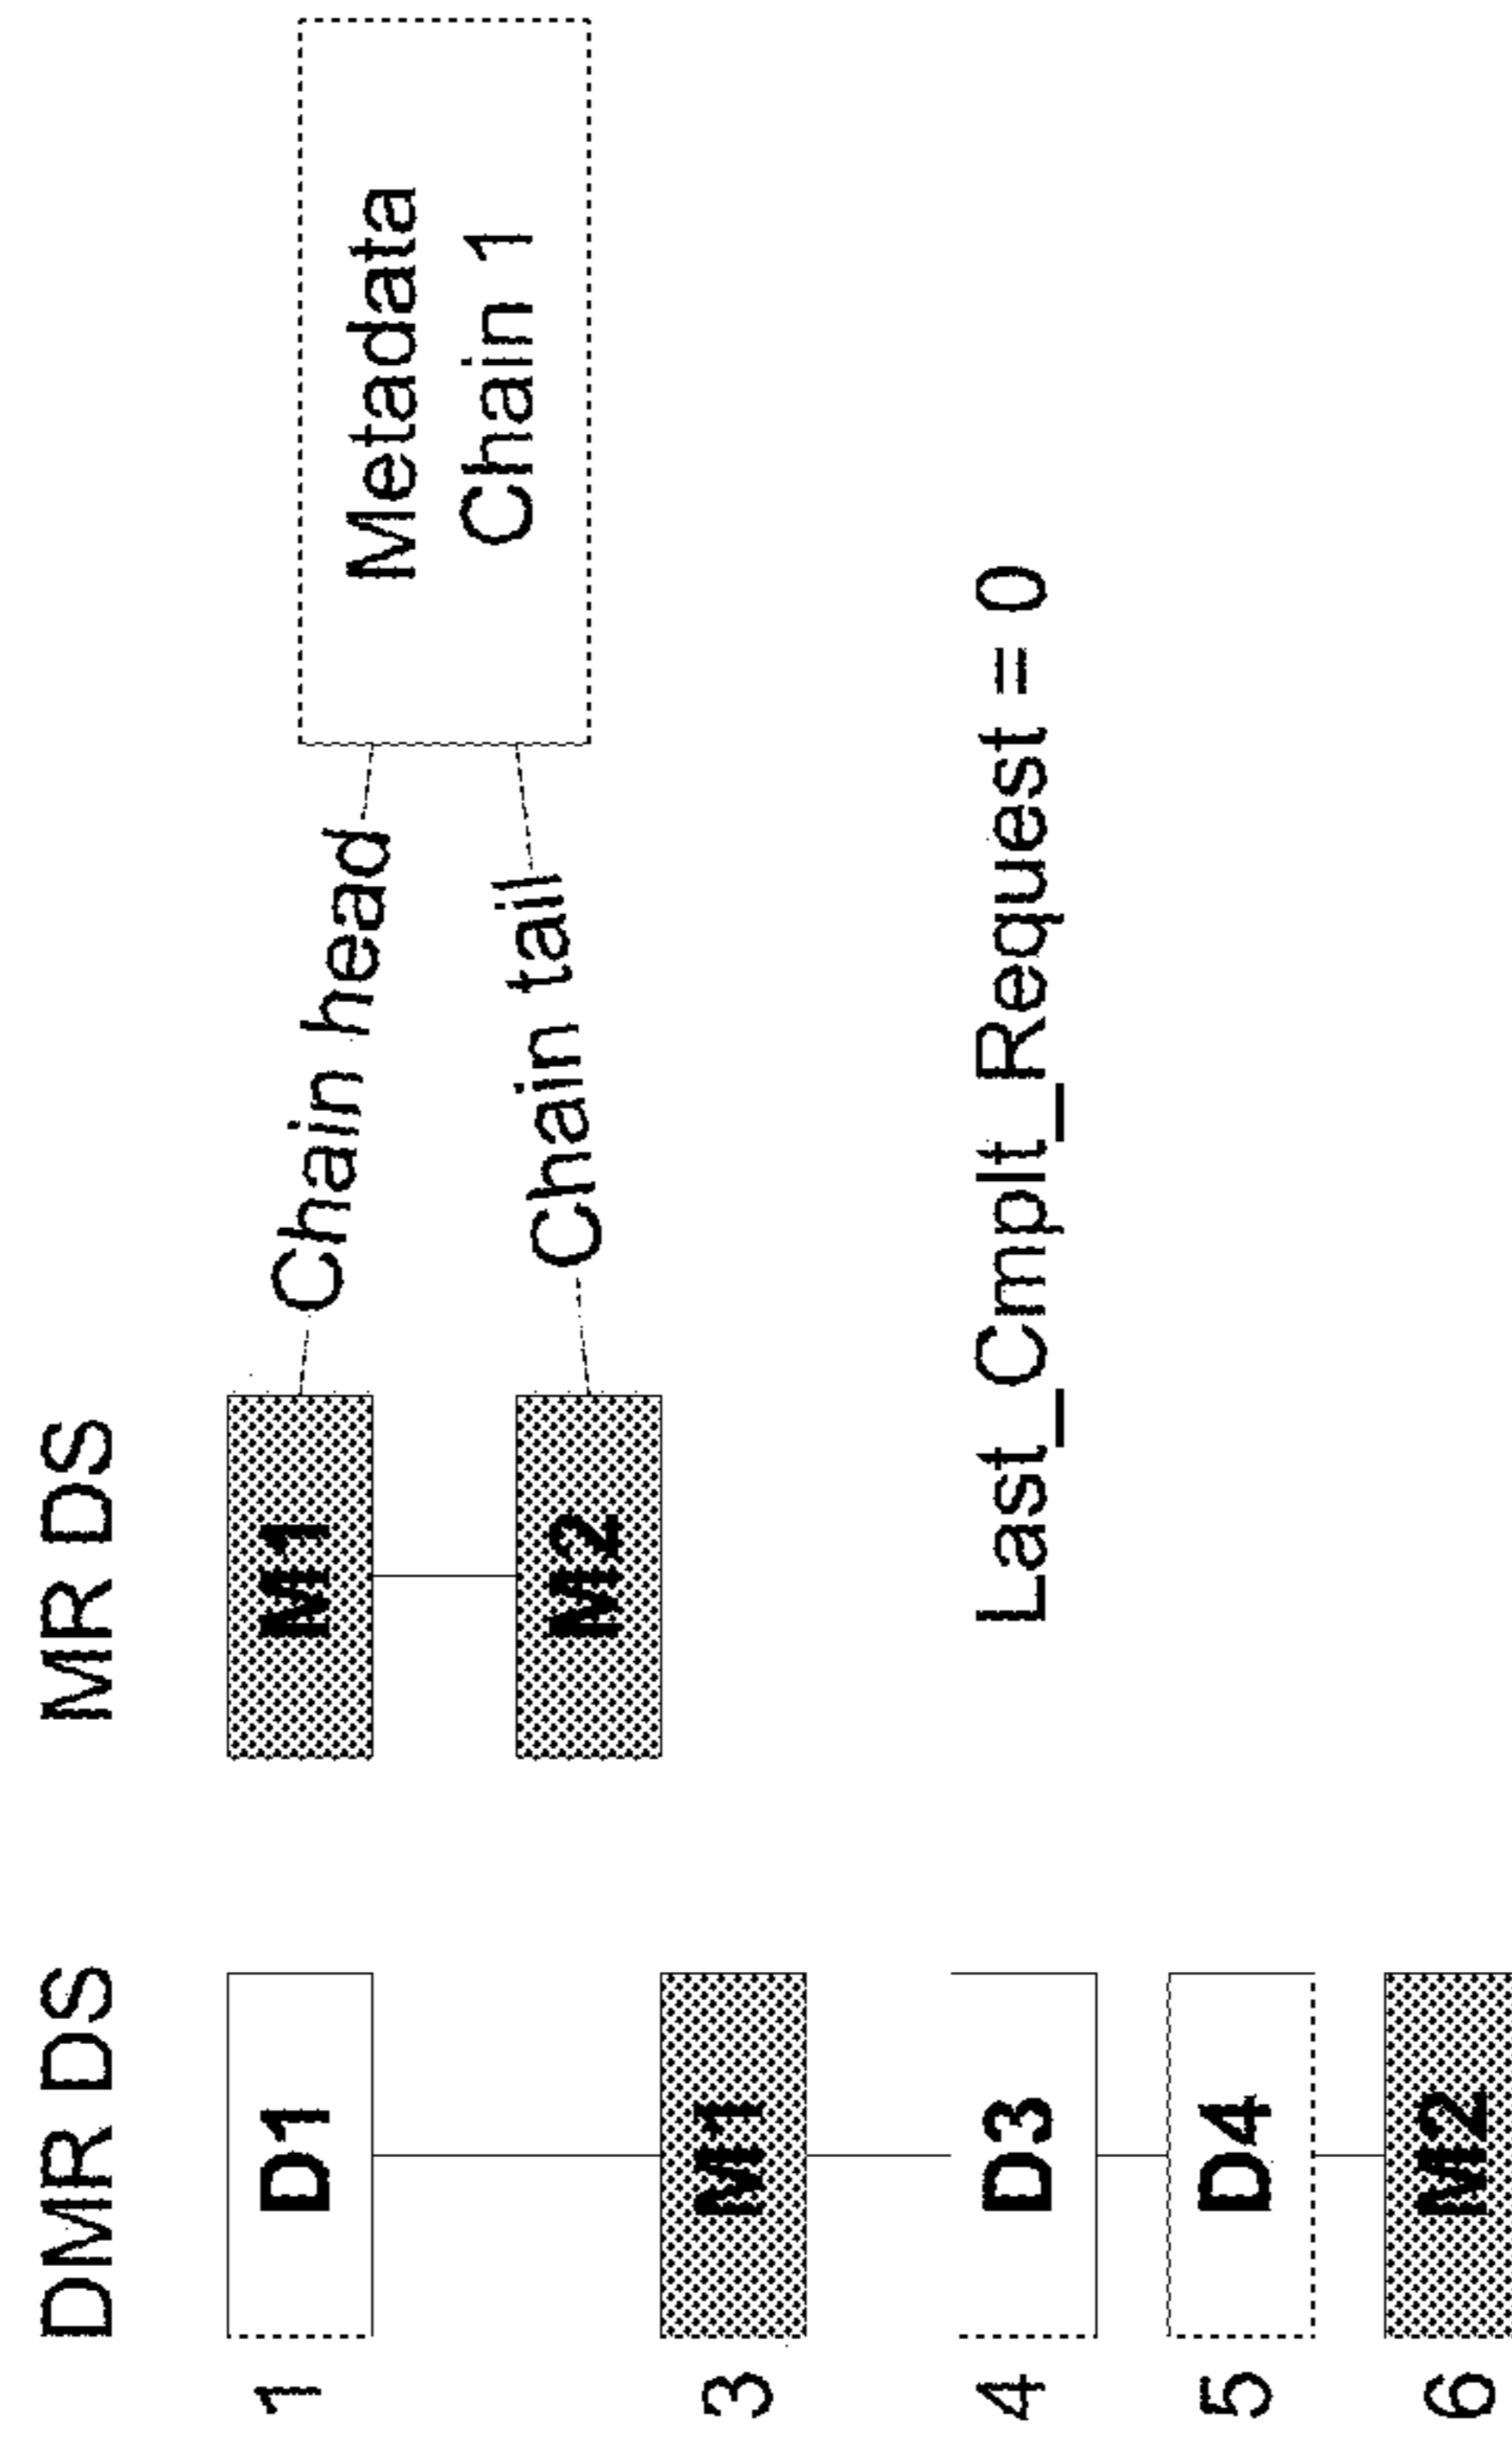 DMR DS
MR DS
1
D1
M1
Chain head
Metadata
Chain 1
M2
Chain tail
3
M1
4
D3
Last_Cmplt_Request = 0
5
D4
6
M2